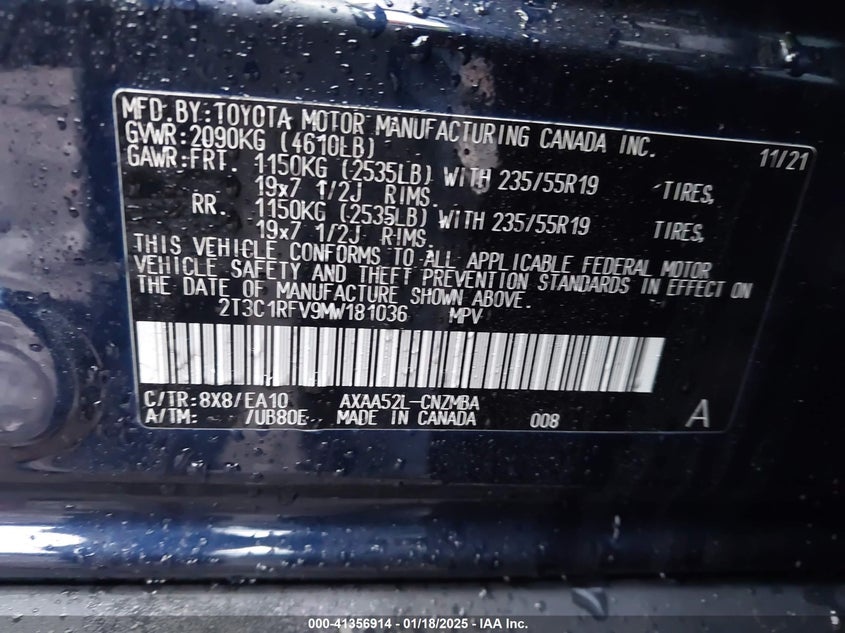 MFD. BY: TOYOTA MOTOR MANUFACTURING CANADA INC.
GVWR: 2090KG (4610LB) 11/21
GAWR: FRT. 1150KG (2535LB) WITH 235/55R19 TIRES,
19x7 1/2J RIMS.
RR. 1150KG (2535LB) WITH 235/55R19 TIRES,
19x7 1/2J RIMS.
THIS VEHICLE CONFORMS TO ALL APPLICABLE FEDERAL MOTOR
VEHICLE SAFETY AND THEFT PREVENTION STANDARDS IN EFFECT ON
THE DATE OF MANUFACTURE SHOWN ABOVE.
2T3C1RFV9MW181036 MPV
C/TR: 8X8/EA10 AXAA52L-CNZMBA
A/TM: /UB80E MADE IN CANADA 008 A
000-41356914 / 01/18/2025 - IAA Inc.